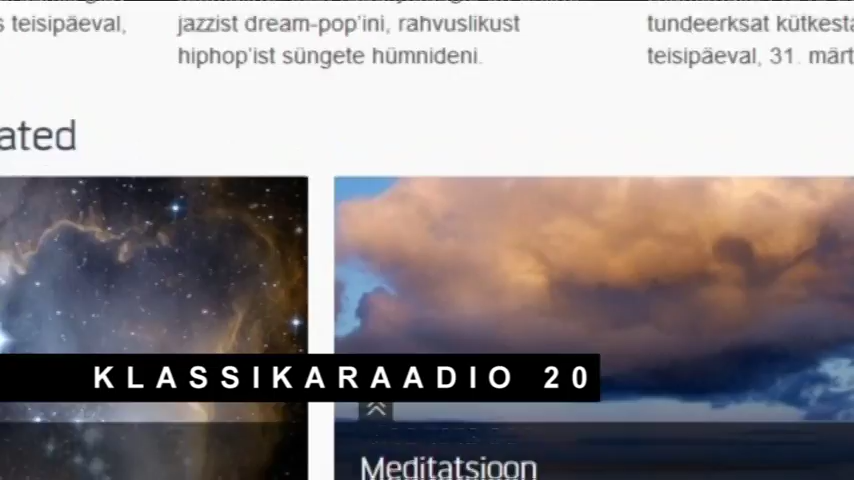 s teisipäeval,
jazzist dream-pop'ini, rahvuslikust
hiphop'ist süngete hümnideni.
tundeerksat kütkesta
teisipäeval, 31. märt
ated
KLASSIKARAADIO 20
Meditatsioon